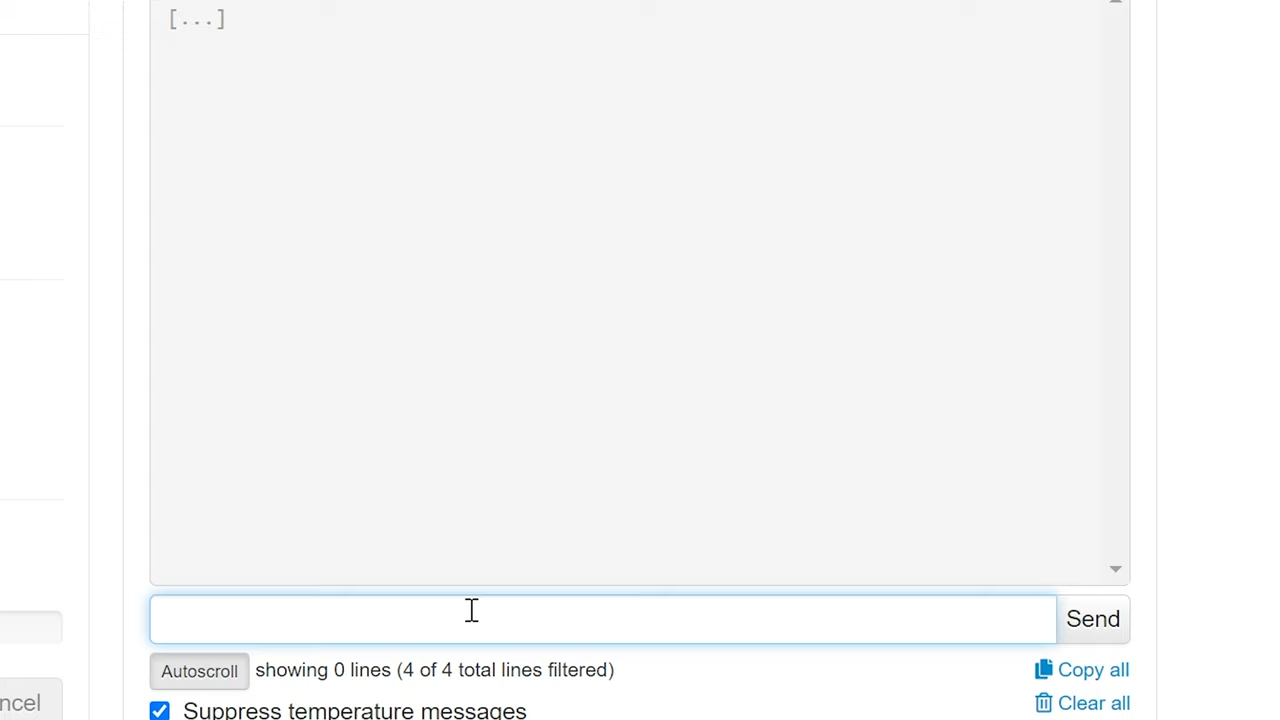 [...]
Send
Autoscroll showing 0 lines (4 of 4 total lines filtered) Copy all
ncel
Suppress temperature messages Clear all